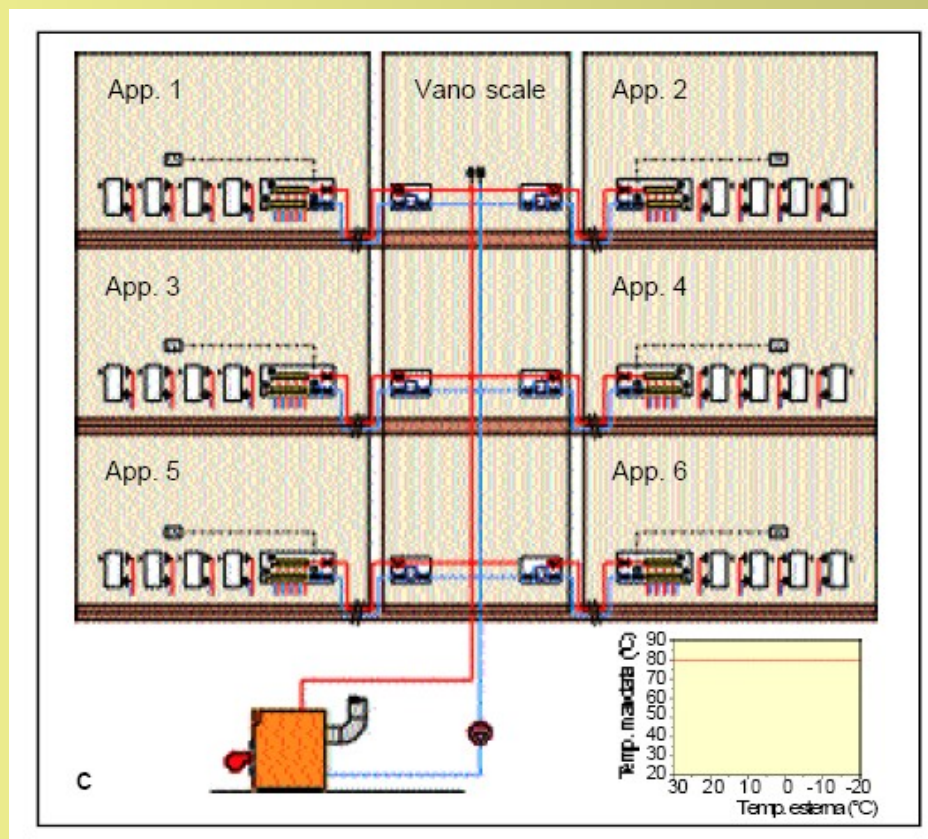 App. 1
Vano scale
App. 2
App. 3
App. 4
App. 5
App. 6
C
Temp. mandata (°C)
90
80
70
60
50
40
30
20
30 20 10 0 -10 -20
Temp. esterna (°C)